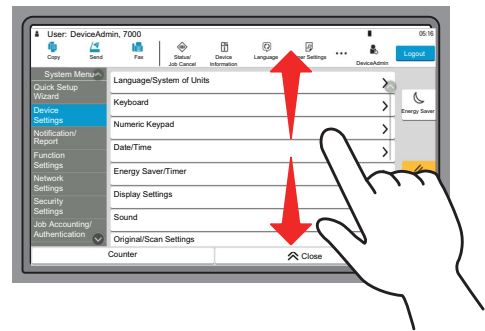 User: DeviceAdmin, 7000
05:16
Copy
Send
Fax
Status/
Job Cancel
Device
Information
Language
Settings
DeviceAdmin
Logout
System Menu
Quick Setup
Wizard
Device
Settings
Notification/
Report
Function
Settings
Network
Settings
Security
Settings
Job Accounting/
Authentication
Language/System of Units
Keyboard
Numeric Keypad
Date/Time
Energy Saver/Timer
Display Settings
Sound
Original/Scan Settings
Energy Saver
Counter
Close